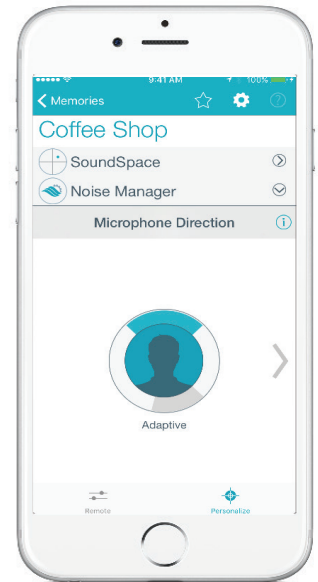 9:41 AM 100%
Memories
Coffee Shop
SoundSpace
Noise Manager
Microphone Direction
Adaptive
Remote Personalize